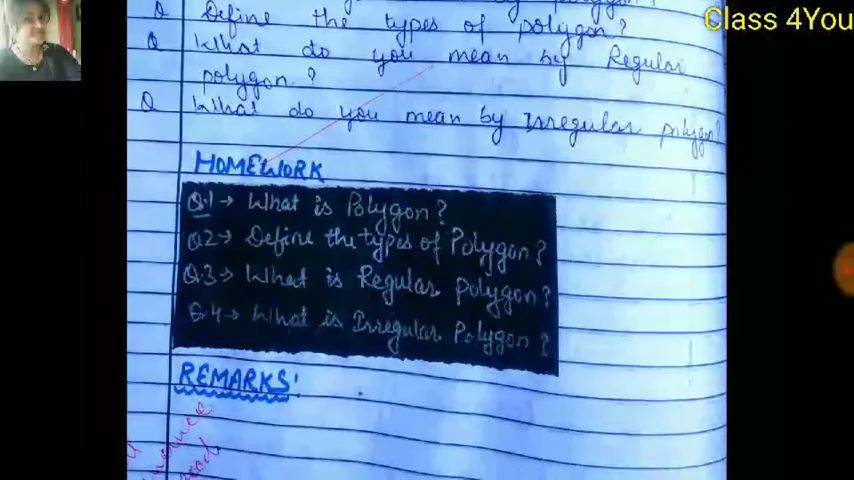 Class 4You
Q Define the types of polygon?
Q What do you mean by Regular
polygon?
Q What do you mean by Irregular polygon?
HOMEWORK
Q.1→ What is Polygon?
Q2→ Define the types of Polygon?
Q.3→ What is Regular polygon?
Q4→ What is Irregular Polygon?
REMARKS: